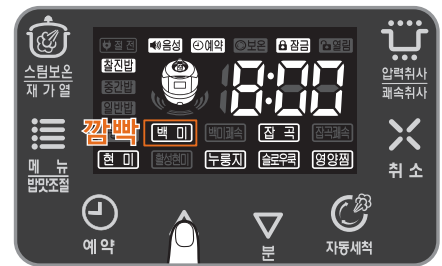 스팀보온
재 가 열
절 전
음성
예약
보온
잠금
열림
압력취사
쾌속취사
찰진밥
중간밥
일반밥
8:00
깜빡
백 미
백미쾌속
잡 곡
잡곡쾌속
현 미
활성현미
누룽지
슬로우쿡
영양찜
메 뉴
밥맛조절
취 소
예 약
분
자동세척